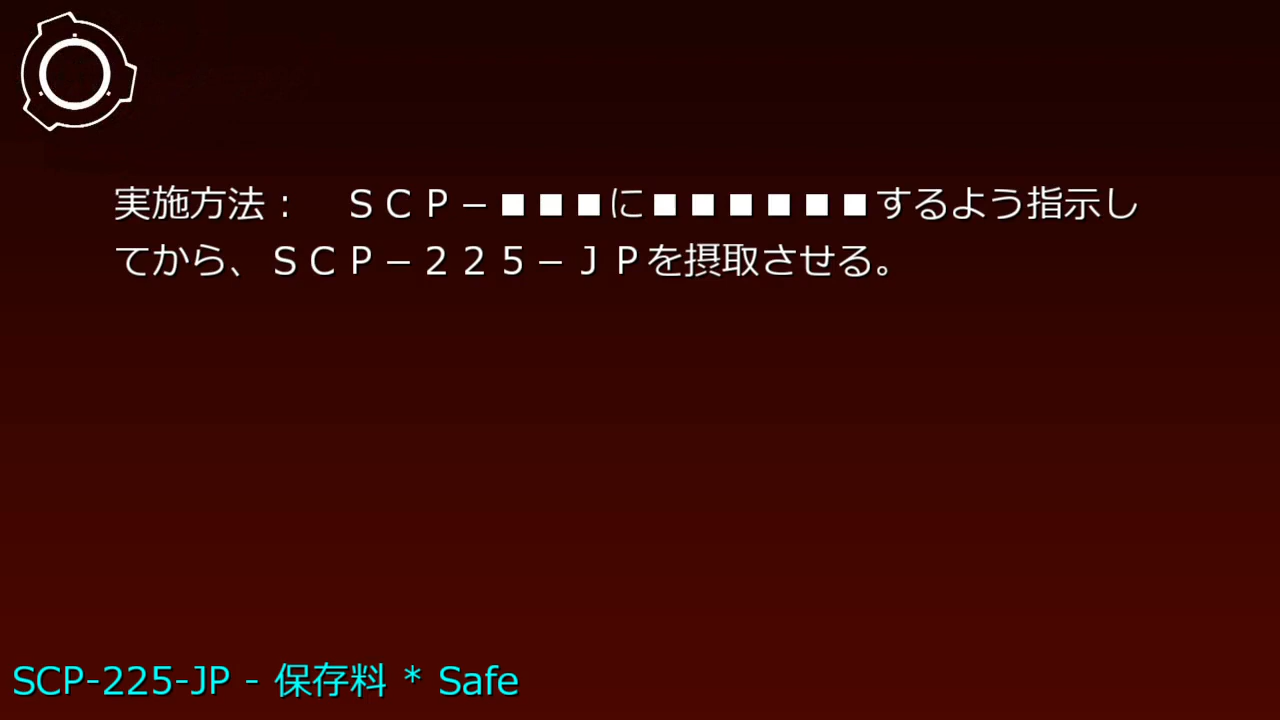 実施方法：　ＳＣＰ－■■■に■■■■■■するよう指示し
てから、ＳＣＰ－２２５－ＪＰを摂取させる。
SCP-225-JP - 保存料 * Safe